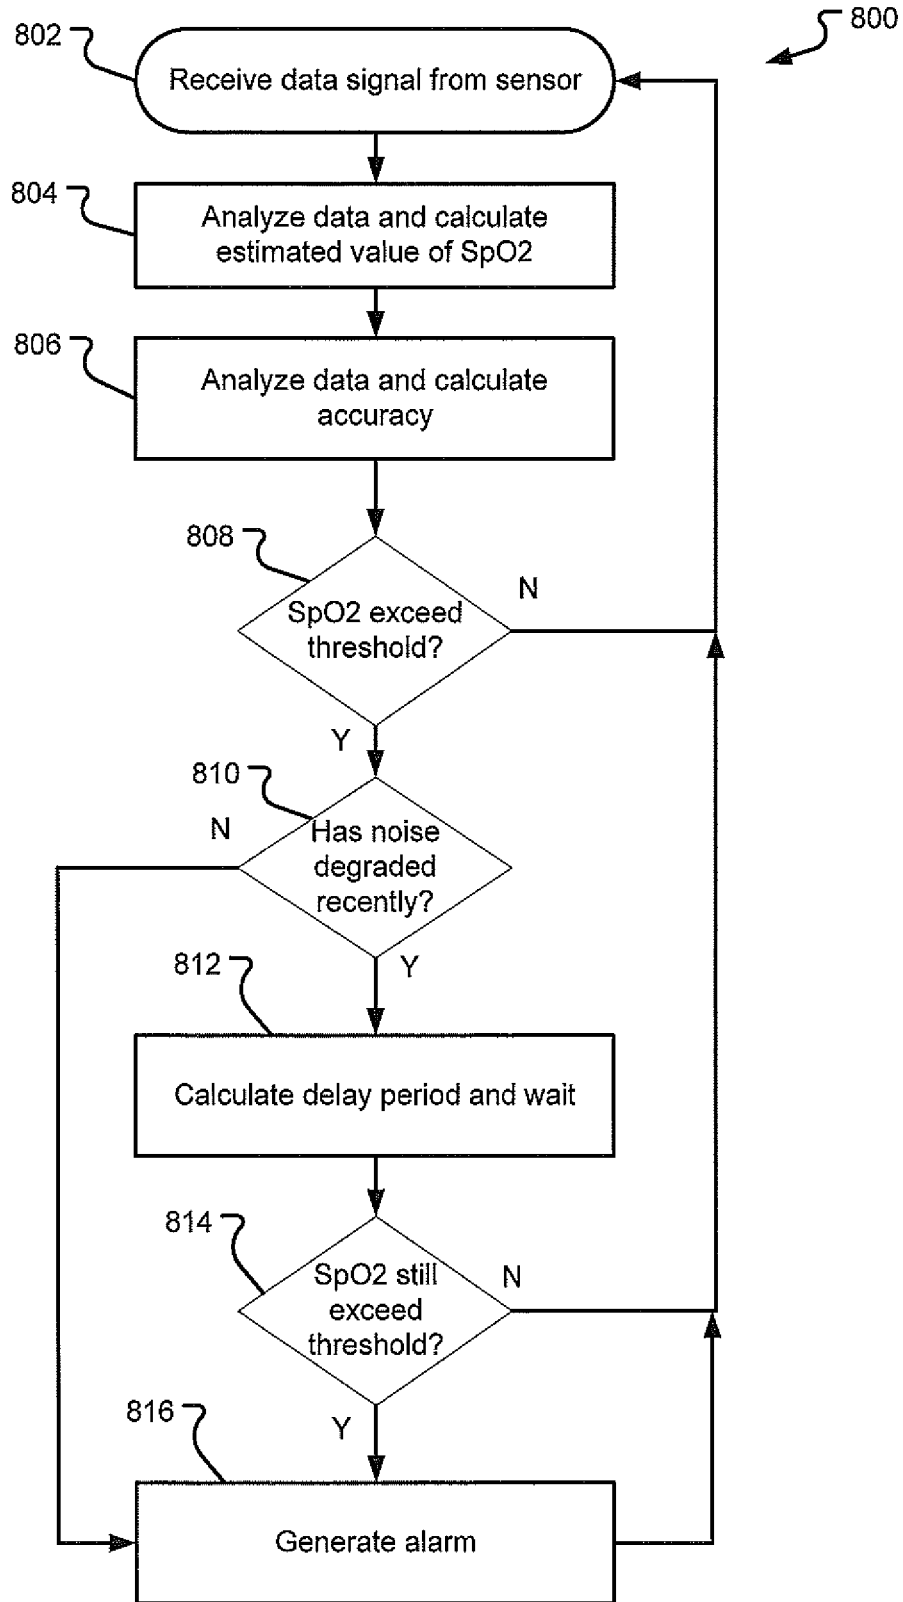 802
800
Receive data signal from sensor
804
Analyze data and calculate
estimated value of SpO2
806
Analyze data and calculate
accuracy
808
SpO2 exceed
threshold?
N
Y
810
N
Has noise
degraded
recently?
Y
812
Calculate delay period and wait
814
SpO2 still
exceed
threshold?
N
Y
816
Generate alarm